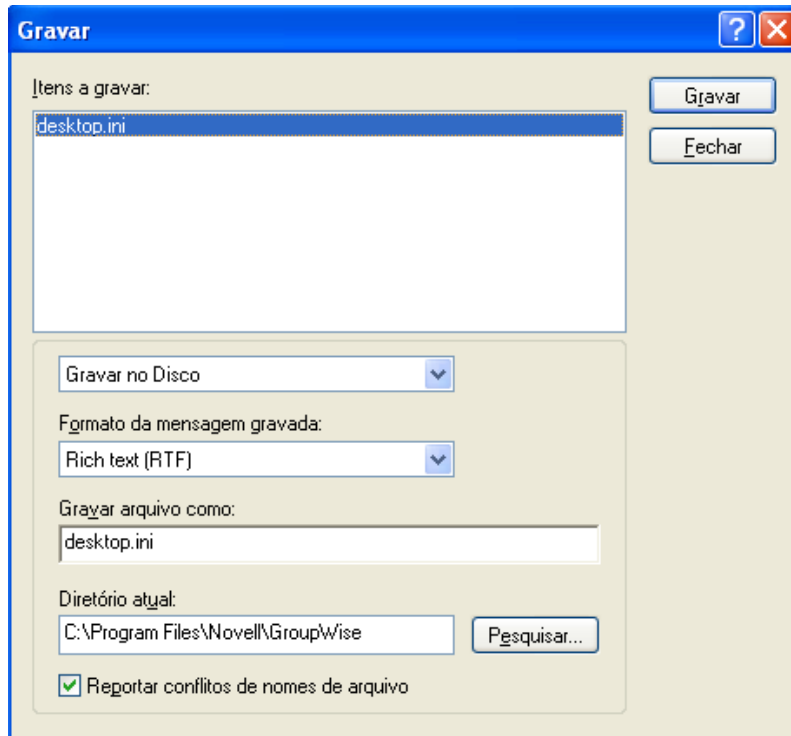 Gravar
Itens a gravar:
desktop.ini
Gravar
Fechar
Gravar no Disco
Formato da mensagem gravada:
Rich text (RTF)
Gravar arquivo como:
desktop.ini
Diretório atual:
C:\Program Files\Novell\GroupWise
Pesquisar...
Reportar conflitos de nomes de arquivo